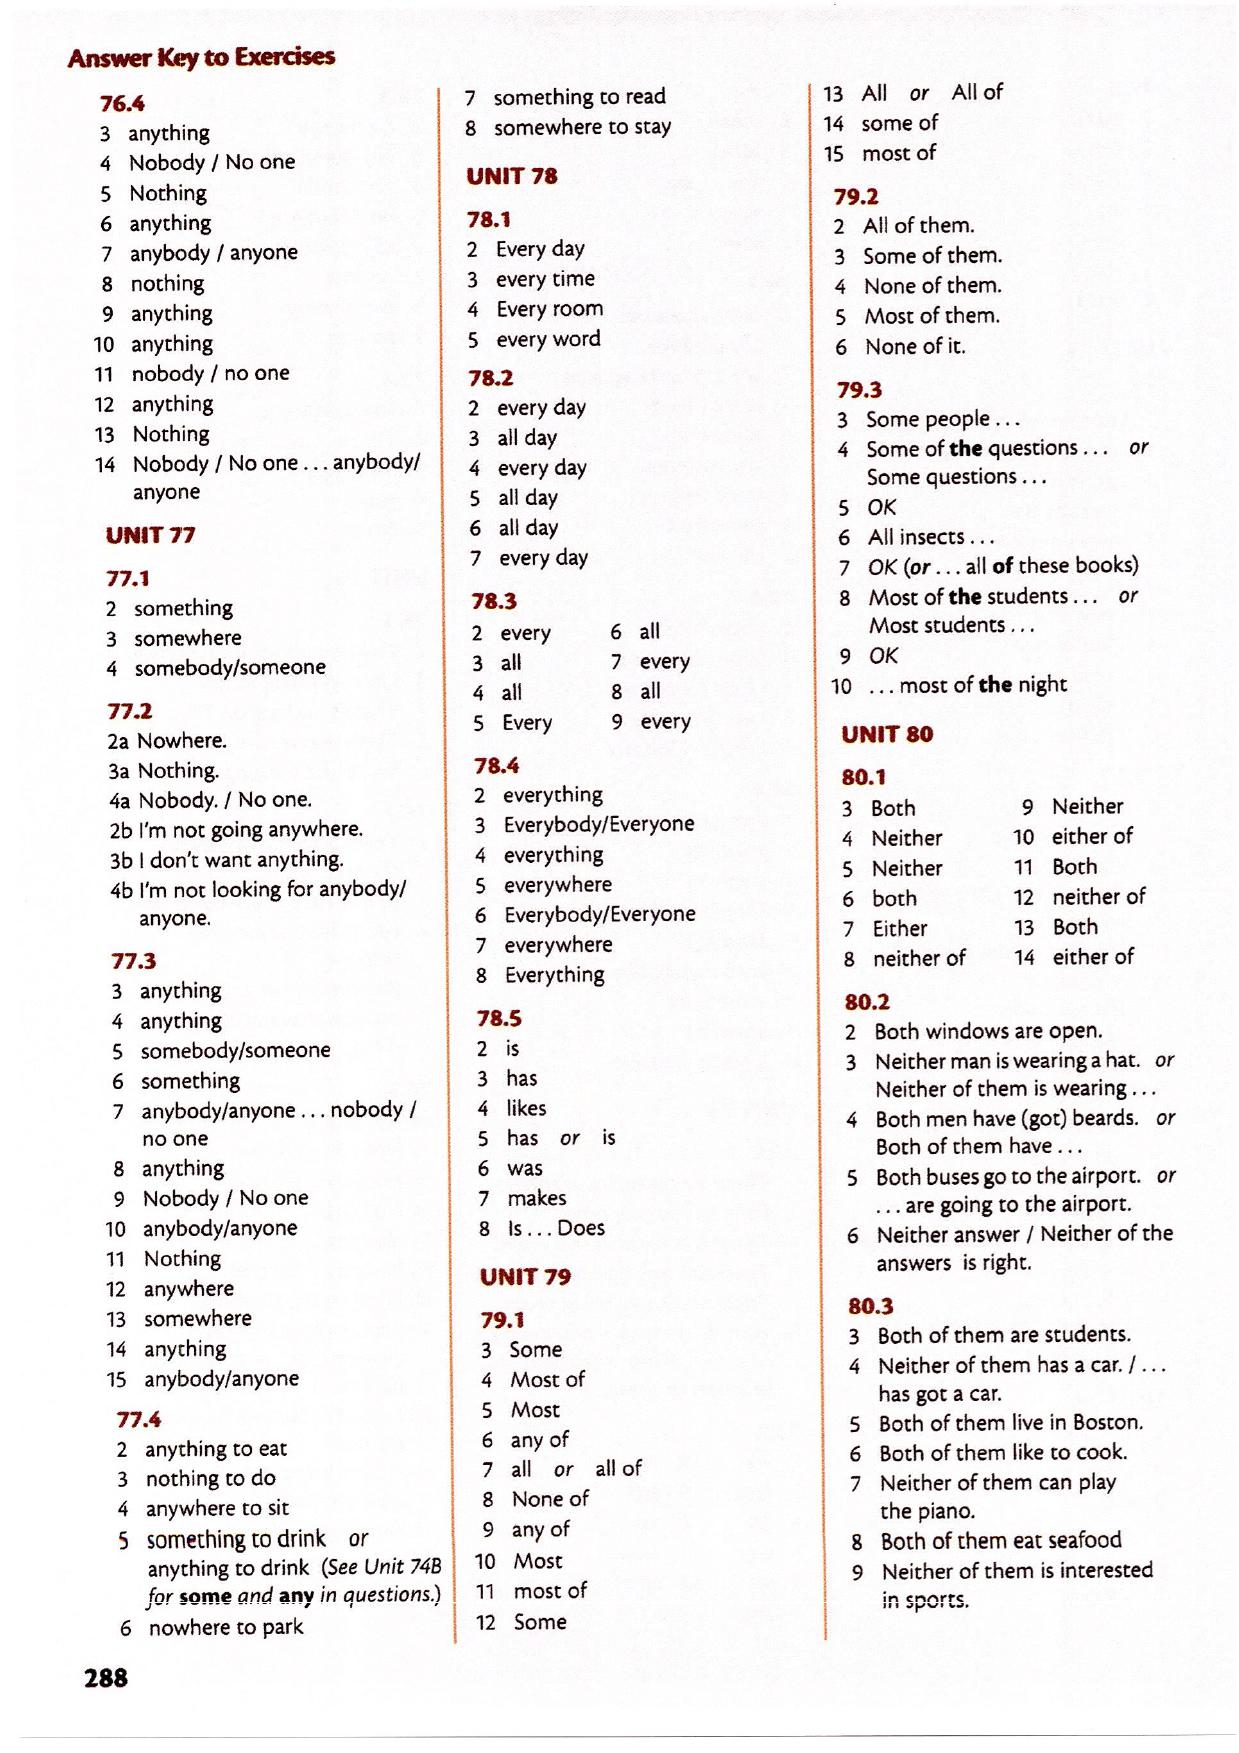 Answer Key to Exercises
76.4
3 anything
4 Nobody / No one
5 Nothing
6 anything
7 anybody / anyone
8 nothing
9 anything
10 anything
11 nobody / no one
12 anything
13 Nothing
14 Nobody / No one ... anybody/
anyone
UNIT 77
77.1
2 something
3 somewhere
4 somebody/someone
77.2
2a Nowhere.
3a Nothing.
4a Nobody. / No one.
2b I'm not going anywhere.
3b I don't want anything.
4b I'm not looking for anybody/
anyone.
77.3
3 anything
4 anything
5 somebody/someone
6 something
7 anybody/anyone ... nobody /
no one
8 anything
9 Nobody / No one
10 anybody/anyone
11 Nothing
12 anywhere
13 somewhere
14 anything
15 anybody/anyone
77.4
2 anything to eat
3 nothing to do
4 anywhere to sit
5 something to drink or
anything to drink (See Unit 74B
for some and any in questions.)
6 nowhere to park
7 something to read
8 somewhere to stay
UNIT 78
78.1
2 Every day
3 every time
4 Every room
5 every word
78.2
2 every day
3 all day
4 every day
5 all day
6 all day
7 every day
78.3
2 every 6 all
3 all 7 every
4 all 8 all
5 Every 9 every
78.4
2 everything
3 Everybody/Everyone
4 everything
5 everywhere
6 Everybody/Everyone
7 everywhere
8 Everything
78.5
2 is
3 has
4 likes
5 has or is
6 was
7 makes
8 Is ... Does
UNIT 79
79.1
3 Some
4 Most of
5 Most
6 any of
7 all or all of
8 None of
9 any of
10 Most
11 most of
12 Some
13 All or All of
14 some of
15 most of
79.2
2 All of them.
3 Some of them.
4 None of them.
5 Most of them.
6 None of it.
79.3
3 Some people ...
4 Some of the questions ... or
Some questions ...
5 OK
6 All insects ...
7 OK (or ... all of these books)
8 Most of the students ... or
Most students ...
9 OK
10 ... most of the night
UNIT 80
80.1
3 Both 9 Neither
4 Neither 10 either of
5 Neither 11 Both
6 both 12 neither of
7 Either 13 Both
8 neither of 14 either of
80.2
2 Both windows are open.
3 Neither man is wearing a hat. or
Neither of them is wearing ...
4 Both men have (got) beards. or
Both of them have ...
5 Both buses go to the airport. or
... are going to the airport.
6 Neither answer / Neither of the
answers is right.
80.3
3 Both of them are students.
4 Neither of them has a car. / ...
has got a car.
5 Both of them live in Boston.
6 Both of them like to cook.
7 Neither of them can play
the piano.
8 Both of them eat seafood
9 Neither of them is interested
in sports.
288